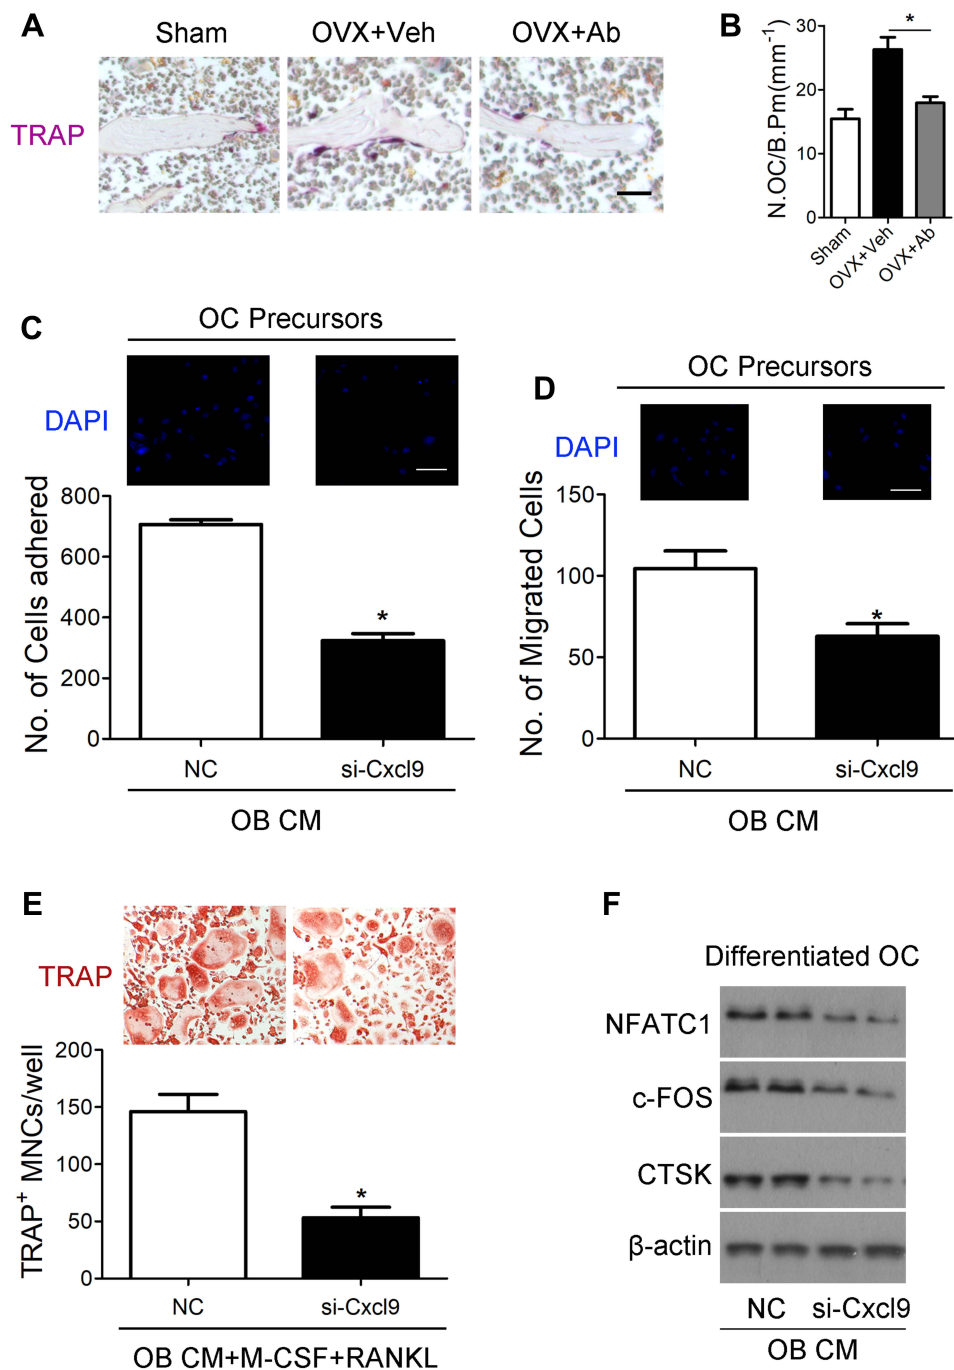 A
Sham
OVX+Veh
OVX+Ab
TRAP
B
*
N.OC/B.Pm(mm⁻¹)
30
20
10
0
Sham
OVX+Veh
OVX+Ab
C
OC Precursors
DAPI
No. of Cells adhered
800
600
400
200
0
*
NC
si-Cxcl9
OB CM
D
OC Precursors
DAPI
No. of Migrated Cells
150
100
50
0
*
NC
si-Cxcl9
OB CM
E
TRAP
TRAP⁺ MNCs/well
200
150
100
50
0
*
NC
si-Cxcl9
OB CM+M-CSF+RANKL
F
Differentiated OC
NFATC1
c-FOS
CTSK
β-actin
NC si-Cxcl9
OB CM